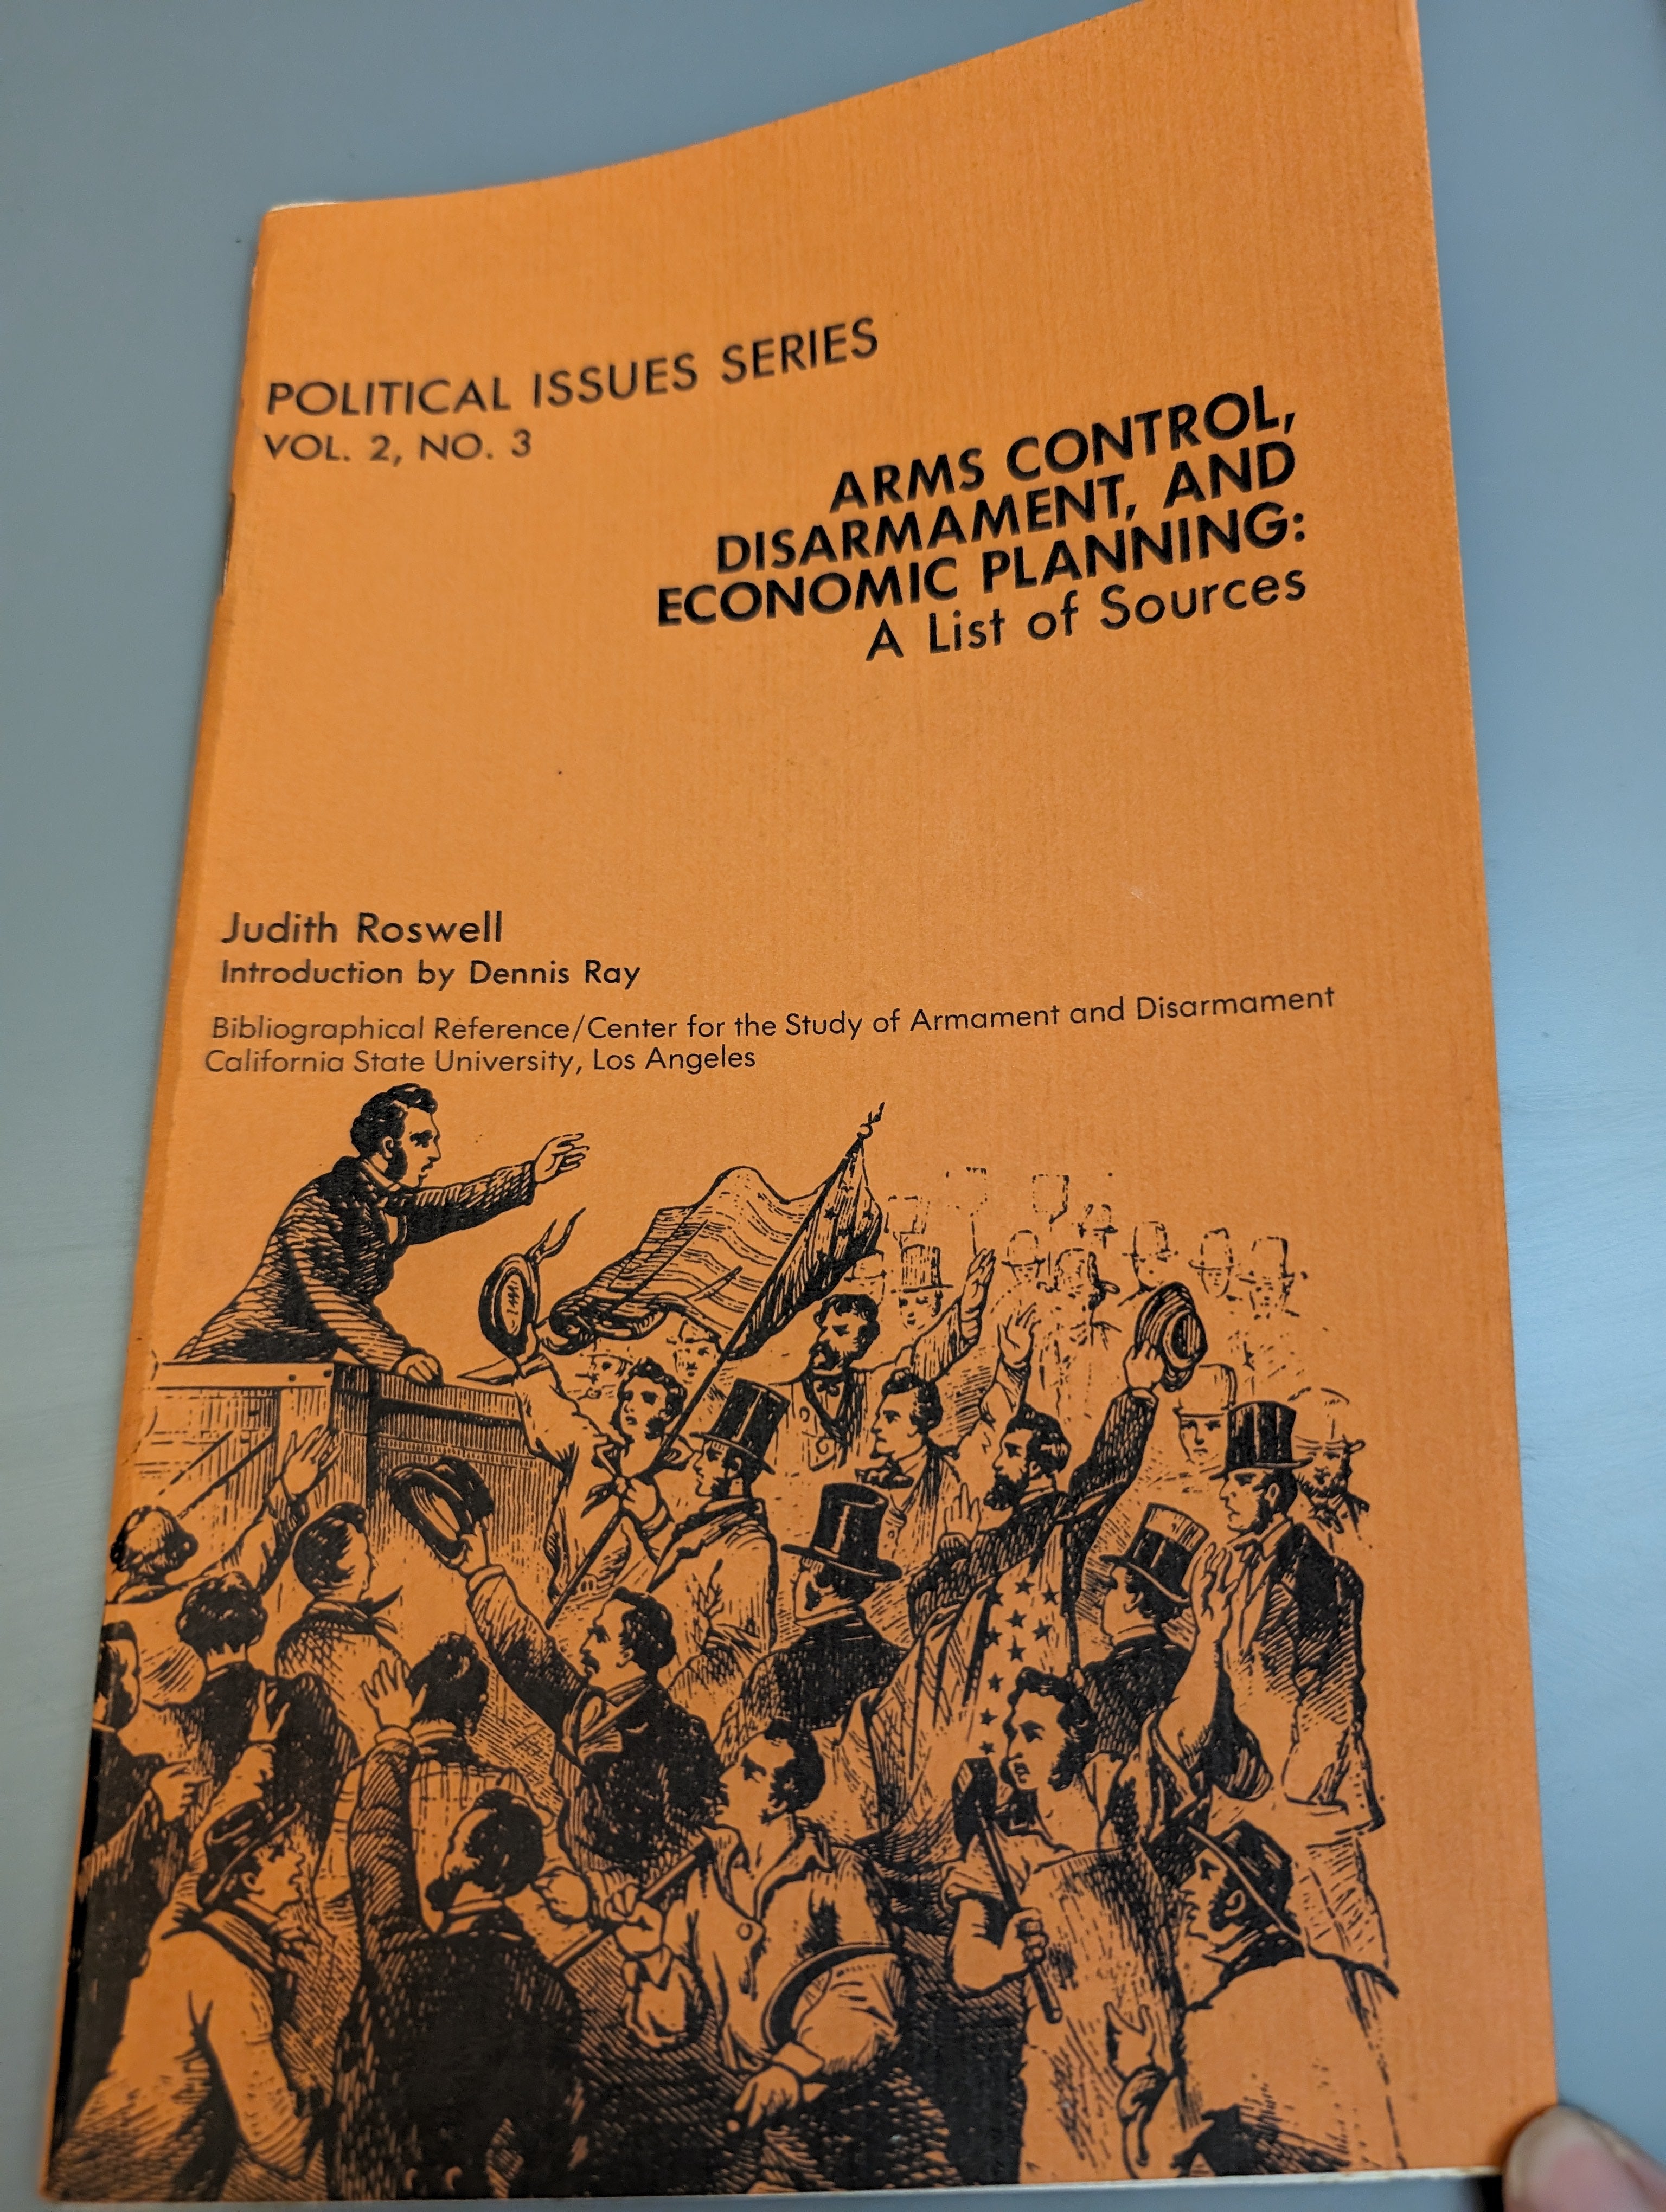 POLITICAL ISSUES SERIES
VOL. 2, NO. 3
ARMS CONTROL,
DISARMAMENT, AND
ECONOMIC PLANNING:
A List of Sources
Judith Roswell
Introduction by Dennis Ray
Bibliographical Reference/Center for the Study of Armament and Disarmament
California State University, Los Angeles